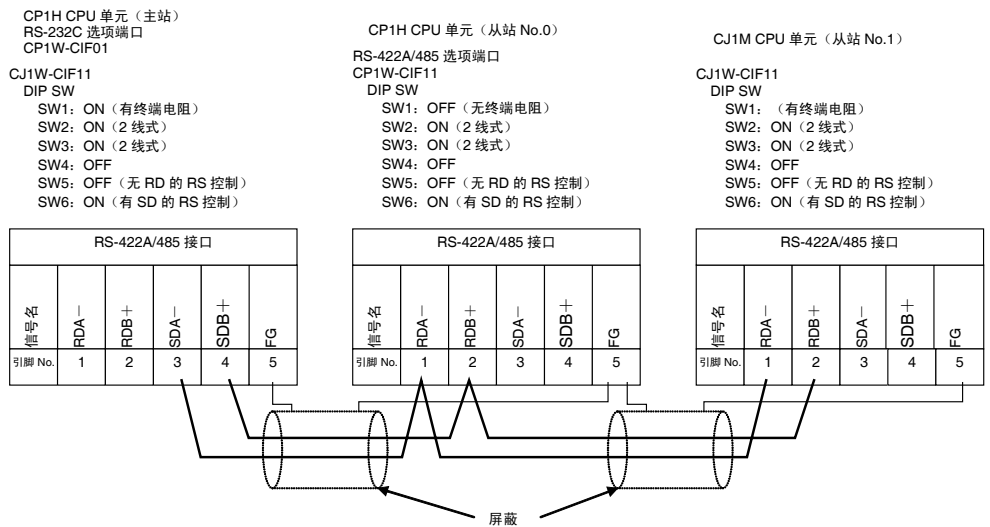 CP1H CPU 单元（主站）
RS-232C 选项端口
CP1W-CIF01
CJ1W-CIF11
DIP SW
SW1：ON（有终端电阻）
SW2：ON（2 线式）
SW3：ON（2 线式）
SW4：OFF
SW5：OFF（无 RD 的 RS 控制）
SW6：ON（有 SD 的 RS 控制）
CP1H CPU 单元（从站 No.0）
RS-422A/485 选项端口
CP1W-CIF11
DIP SW
SW1：OFF（无终端电阻）
SW2：ON（2 线式）
SW3：ON（2 线式）
SW4：OFF
SW5：OFF（无 RD 的 RS 控制）
SW6：ON（有 SD 的 RS 控制）
CJ1M CPU 单元（从站 No.1）
CJ1W-CIF11
DIP SW
SW1：（有终端电阻）
SW2：ON（2 线式）
SW3：ON（2 线式）
SW4：OFF
SW5：OFF（无 RD 的 RS 控制）
SW6：ON（有 SD 的 RS 控制）
RS-422A/485 接口
信号名 RDA－ RDB＋ SDA－ SDB＋ FG
引脚 No. 1 2 3 4 5
RS-422A/485 接口
信号名 RDA－ RDB＋ SDA－ SDB＋ FG
引脚 No. 1 2 3 4 5
RS-422A/485 接口
信号名 RDA－ RDB＋ SDA－ SDB＋ FG
引脚 No. 1 2 3 4 5
屏蔽